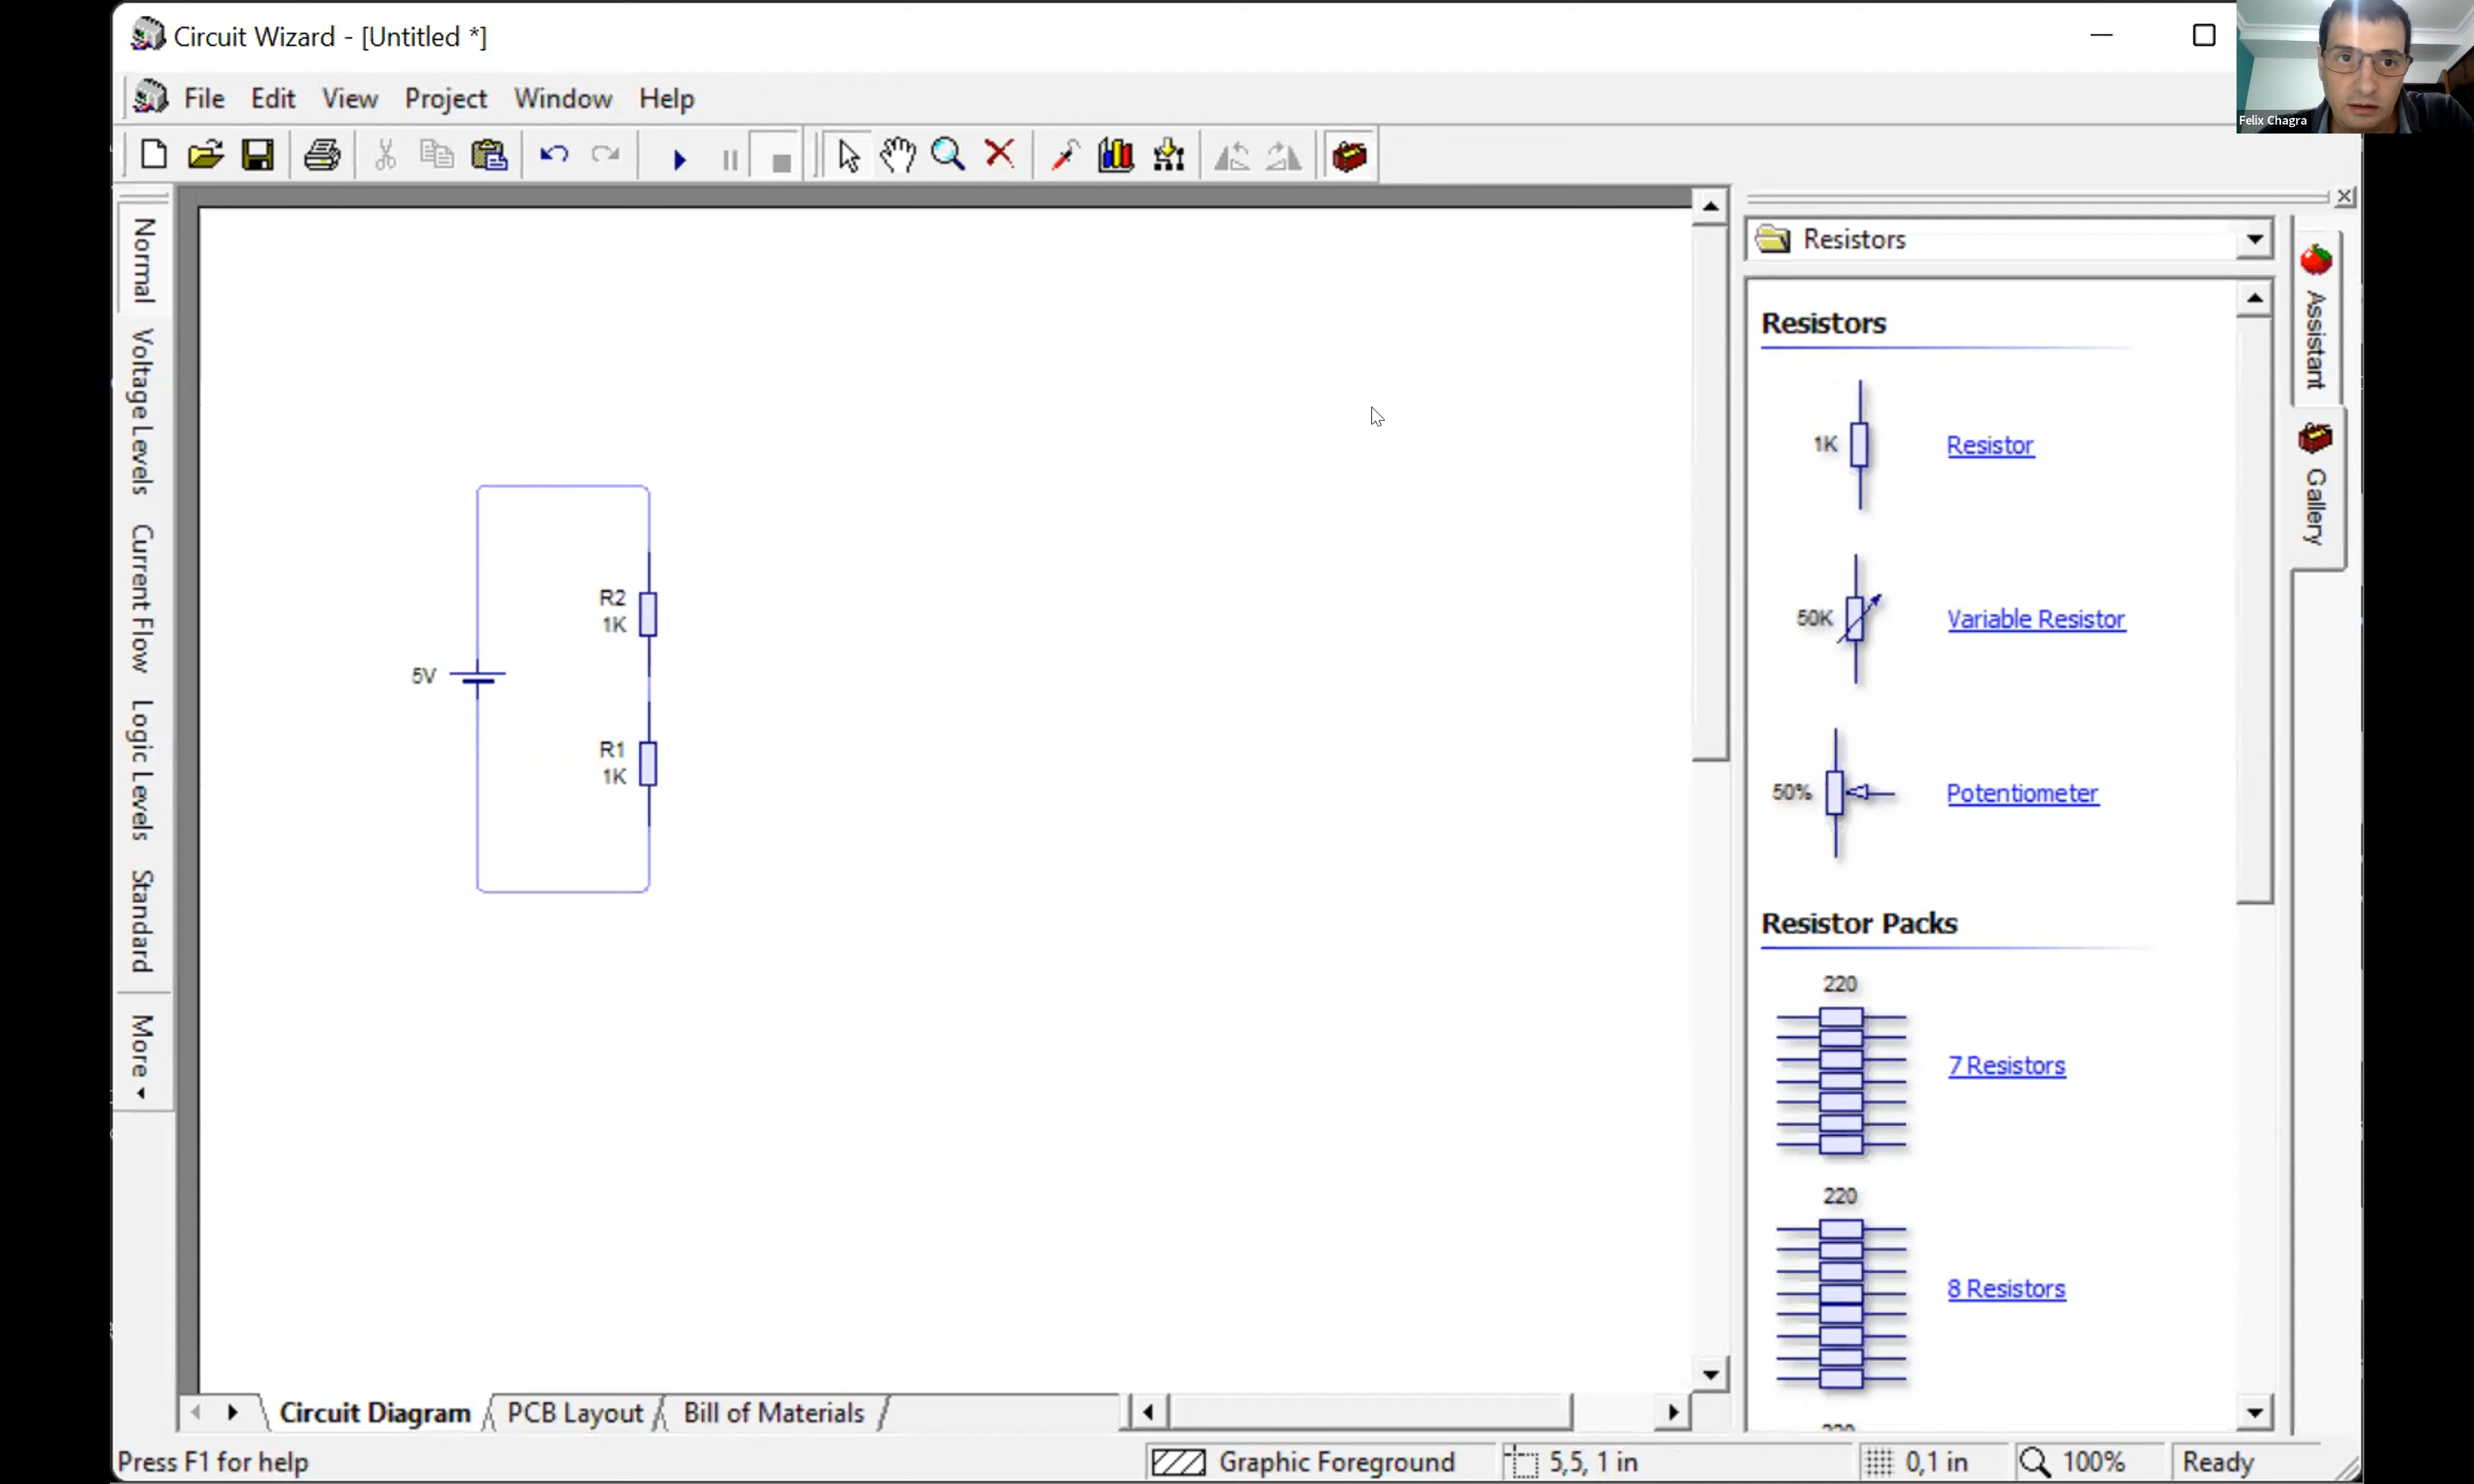 Circuit Wizard - [Untitled *]
Felix Chagra
File Edit View Project Window Help
Normal
Voltage Levels
Current Flow
Logic Levels
Standard
More
5V
R2
1K
R1
1K
Resistors
Resistors
1K Resistor
50K Variable Resistor
50% Potentiometer
Resistor Packs
220
7 Resistors
220
8 Resistors
Assistant
Gallery
Circuit Diagram PCB Layout Bill of Materials
Press F1 for help Graphic Foreground 5,5, 1 in 0,1 in 100% Ready